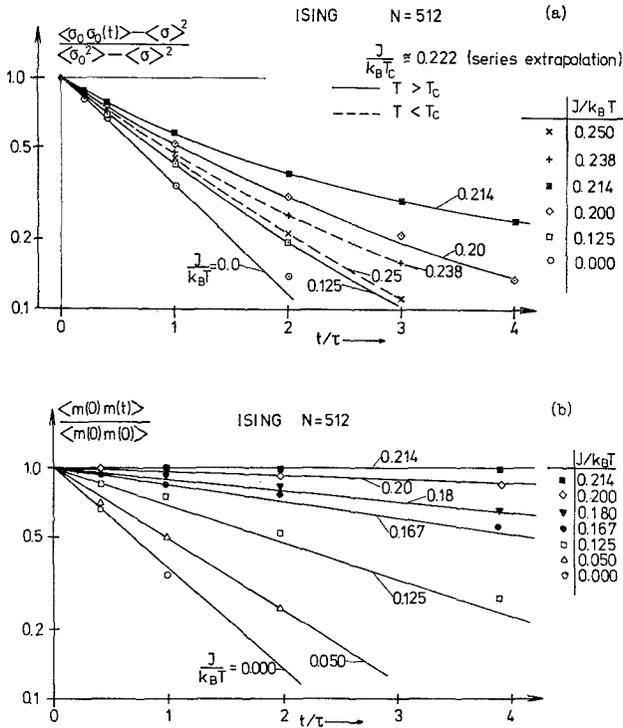 ISING N=512 (a)
<σ₀σ₀(t)>−<σ>²
<σ₀²>−<σ>²
J/k_BT_C ≅ 0.222 (series extrapolation)
T > T_C
T < T_C
J/k_BT
× 0.250
+ 0.238
■ 0.214
◇ 0.200
□ 0.125
○ 0.000
1.0
0.5
0.2
0.1
0.214
0.20
0.238
0.25
0.125
J/k_BT=0.0
0 1 2 3 4
t/τ →
<m(0) m(t)>
<m(0) m(0)>
ISING N=512
(b)
J/k_BT
■ 0.214
◇ 0.200
▼ 0.180
● 0.167
□ 0.125
△ 0.050
○ 0.000
1.0
0.5
0.2
0.1
0.214
0.20
0.18
0.167
0.125
0.050
J/k_BT = 0.000
0 1 2 3 4
t/τ →